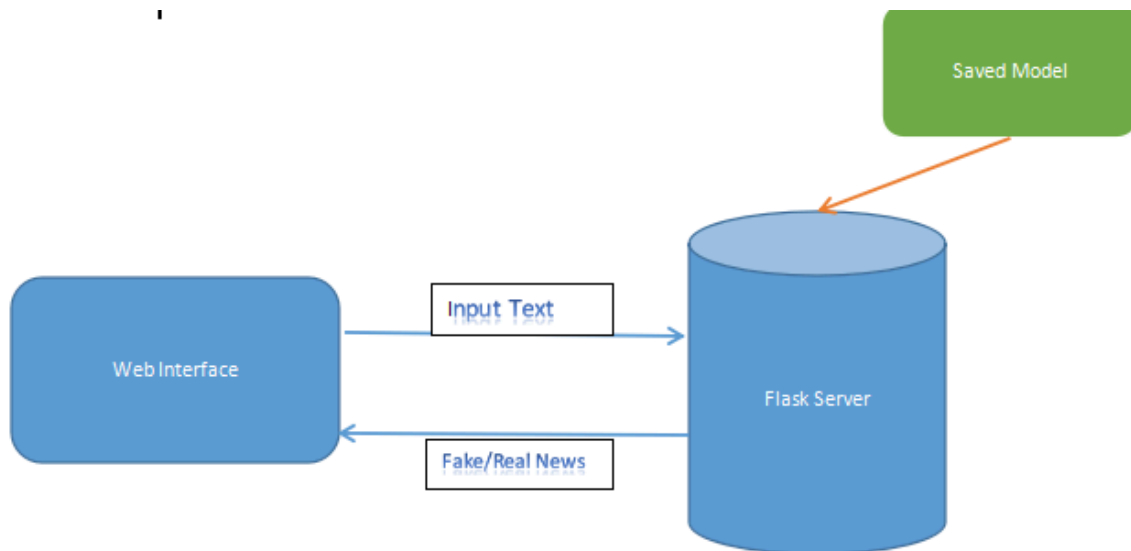 Saved Model
Input Text
Web Interface
Flask Server
Fake/Real News